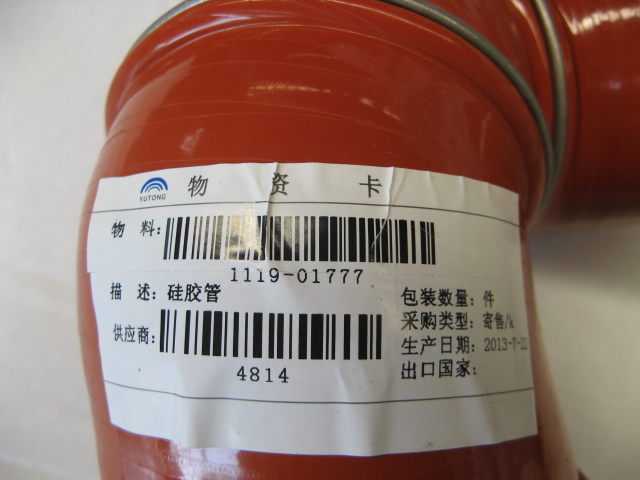 YUTONG
物 资 卡
物 料：
1119-01777
描 述：硅胶管
包装数量：件
供应商：
采购类型：寄售/k
4814
生产日期：2013-7-22
出口国家：